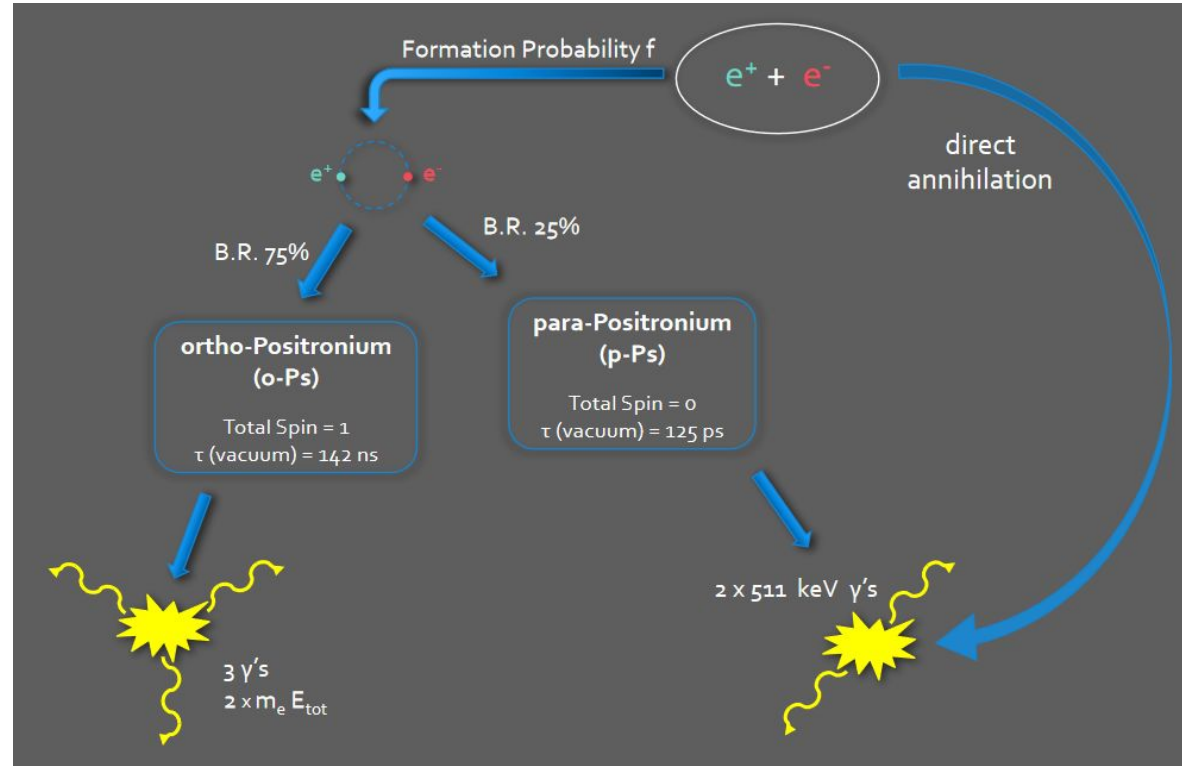 Formation Probability f
e⁺ + e⁻
direct
annihilation
e⁺
e⁻
B.R. 75%
B.R. 25%
ortho-Positronium
(o-Ps)
Total Spin = 1
τ (vacuum) = 142 ns
para-Positronium
(p-Ps)
Total Spin = 0
τ (vacuum) = 125 ps
3 γ's
2 x mₑ Eₜₒₜ
2 x 511 keV γ's